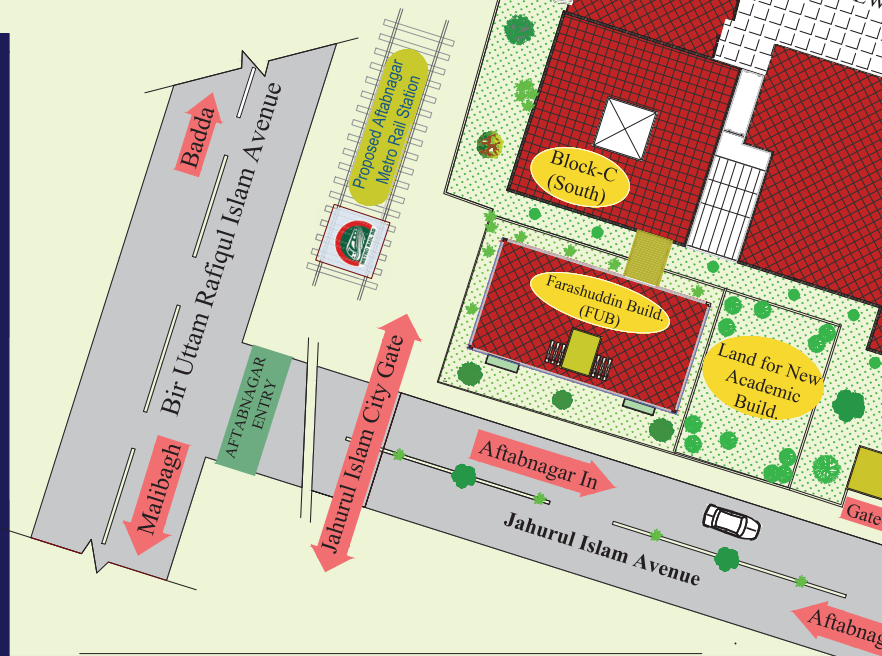 Badda
Bir Uttam Rafiqul Islam Avenue
Malibagh
AFTABNAGAR
ENTRY
Proposed Aftabnagar
Metro Rail Station
Jahurul Islam City Gate
Block-C
(South)
Farashuddin Build.
(FUB)
Land for New
Academic
Build.
Aftabnagar In
Jahurul Islam Avenue
Gate